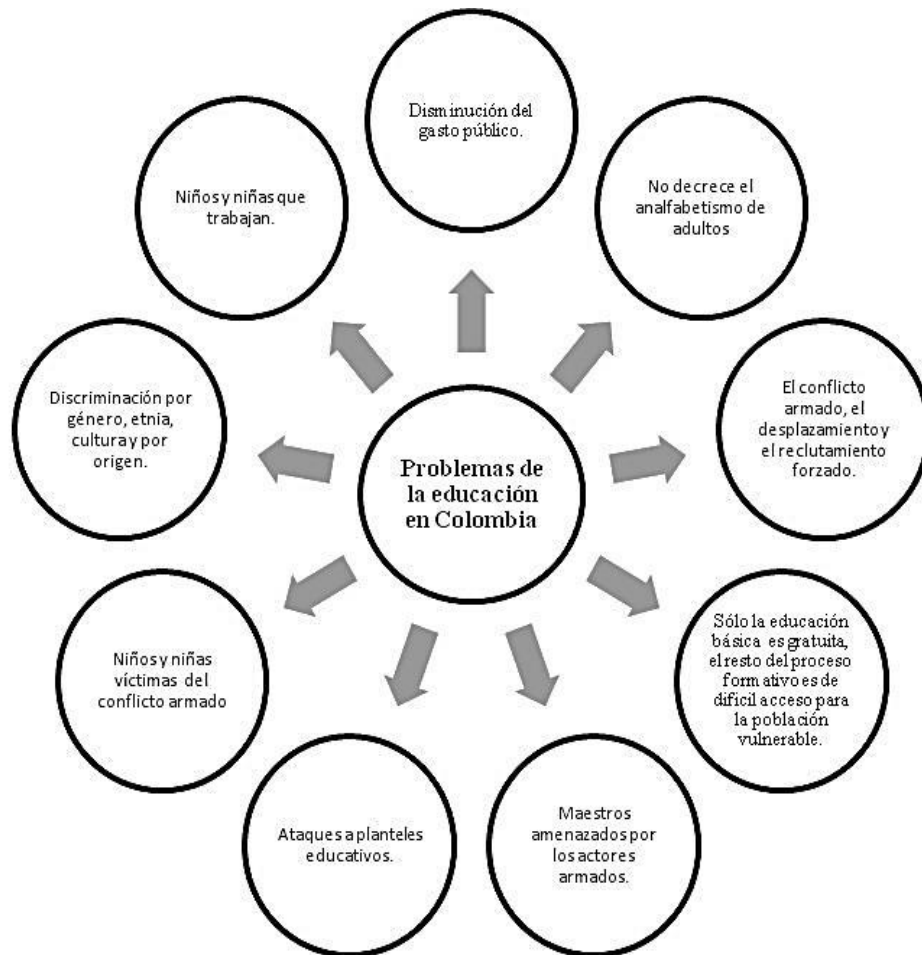 Disminución del
gasto público.
No decrece el
analfabetismo de
adultos
El conflicto
armado, el
desplazamiento y
el reclutamiento
forzado.
Sólo la educación
básica es gratuita,
el resto del proceso
formativo es de
difícil acceso para
la población
vulnerable.
Maestros
amenazados por
los actores
armados.
Ataques a planteles
educativos.
Niños y niñas
víctimas del
conflicto armado
Discriminación por
género, etnia,
cultura y por
origen.
Niños y niñas que
trabajan.
Problemas de
la educación
en Colombia